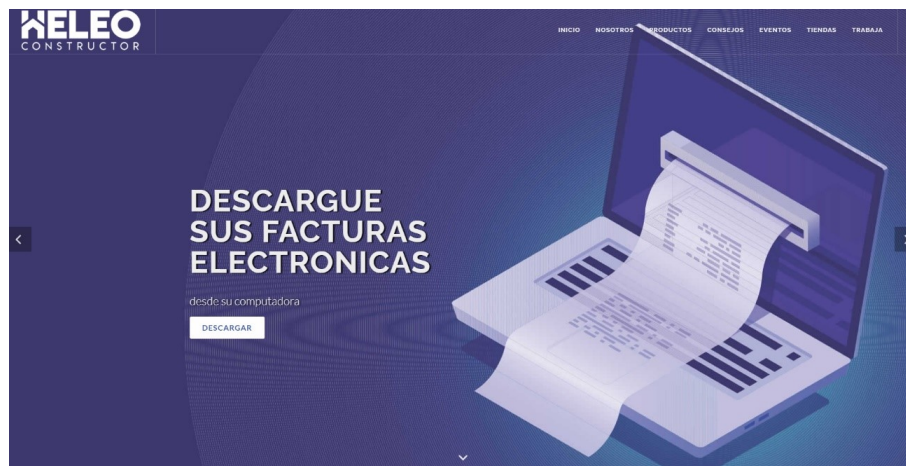 HELEO
CONSTRUCTOR
INICIO NOSOTROS PRODUCTOS CONSEJOS EVENTOS TIENDAS TRABAJA
DESCARGUE
SUS FACTURAS
ELECTRONICAS
desde su computadora
DESCARGAR